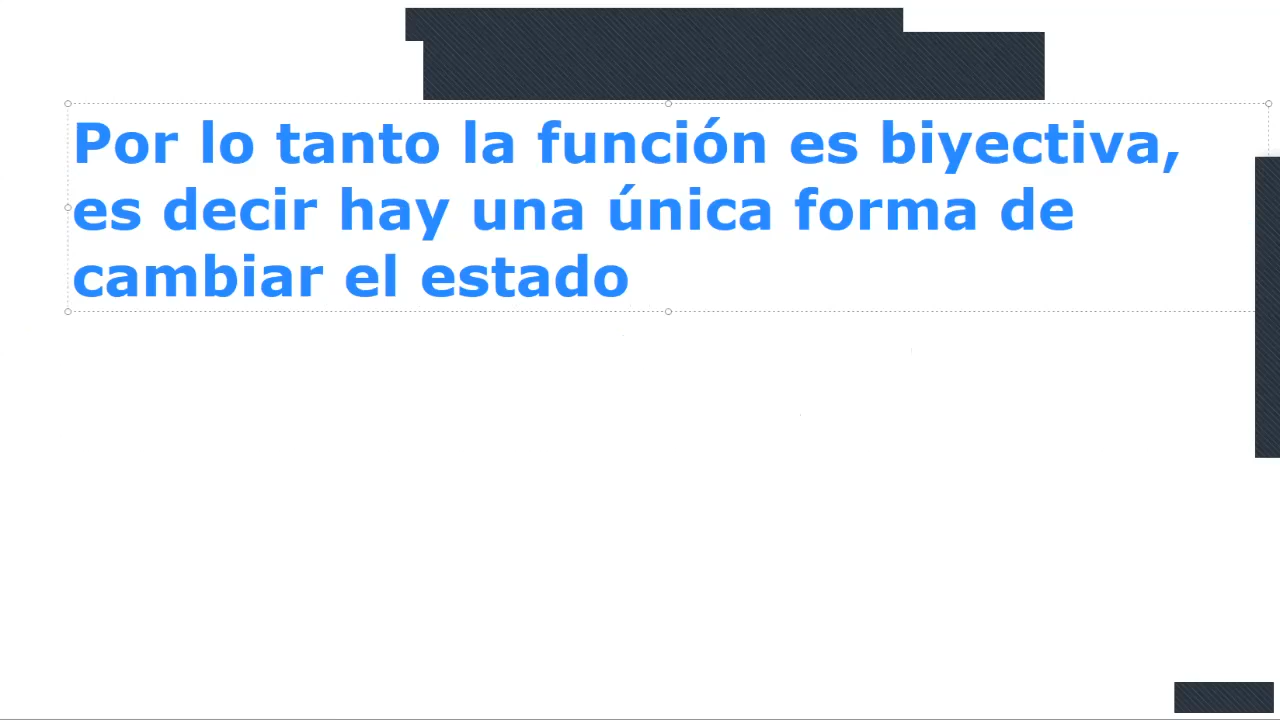 Por lo tanto la función es biyectiva,
es decir hay una única forma de
cambiar el estado